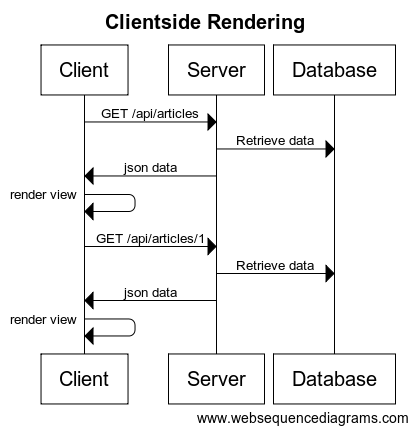 Clientside Rendering
Client Server Database
GET /api/articles
Retrieve data
json data
render view
GET /api/articles/1
Retrieve data
json data
render view
Client Server Database
www.websequencediagrams.com